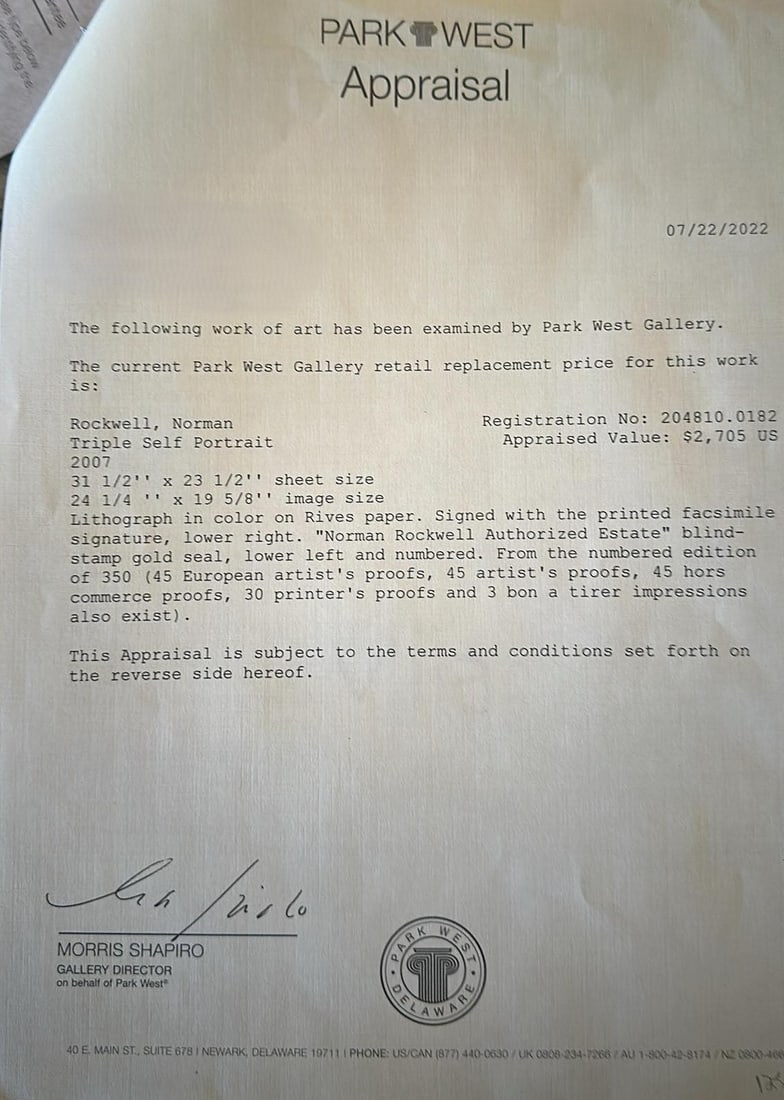 PARK WEST
Appraisal
07/22/2022
The following work of art has been examined by Park West Gallery.
The current Park West Gallery retail replacement price for this work
is:
Rockwell, Norman Registration No: 204810.0182
Triple Self Portrait Appraised Value: $2,705 US
2007
31 1/2'' x 23 1/2'' sheet size
24 1/4 '' x 19 5/8'' image size
Lithograph in color on Rives paper. Signed with the printed facsimile
signature, lower right. "Norman Rockwell Authorized Estate" blind-
stamp gold seal, lower left and numbered. From the numbered edition
of 350 (45 European artist's proofs, 45 artist's proofs, 45 hors
commerce proofs, 30 printer's proofs and 3 bon a tirer impressions
also exist).
This Appraisal is subject to the terms and conditions set forth on
the reverse side hereof.
MORRIS SHAPIRO
GALLERY DIRECTOR
on behalf of Park West®
PARK WEST
DELAWARE
40 E. MAIN ST., SUITE 678 | NEWARK, DELAWARE 19711 | PHONE: US/CAN (877) 440-0630 / UK 0808-234-7266 / AU 1-800-42-8174 / NZ 0800-466